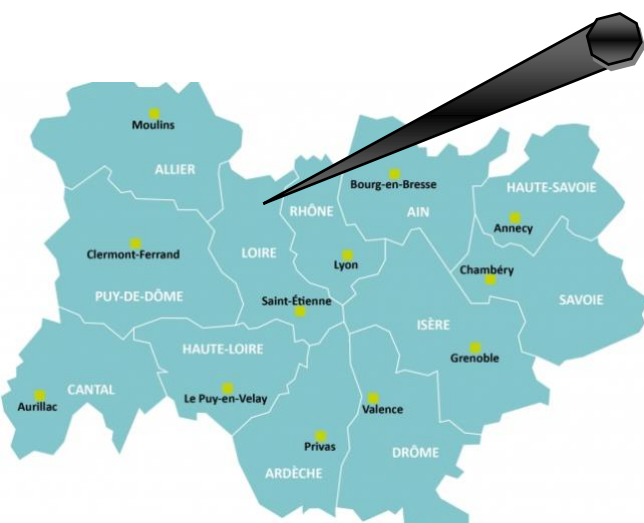 Moulins
ALLIER
Bourg-en-Bresse
HAUTE-SAVOIE
RHÔNE
AIN
Annecy
Clermont-Ferrand
LOIRE
Lyon
Chambéry
PUY-DE-DÔME
Saint-Étienne
SAVOIE
ISÈRE
HAUTE-LOIRE
Grenoble
CANTAL
Le Puy-en-Velay
Aurillac
Valence
Privas
DRÔME
ARDÈCHE